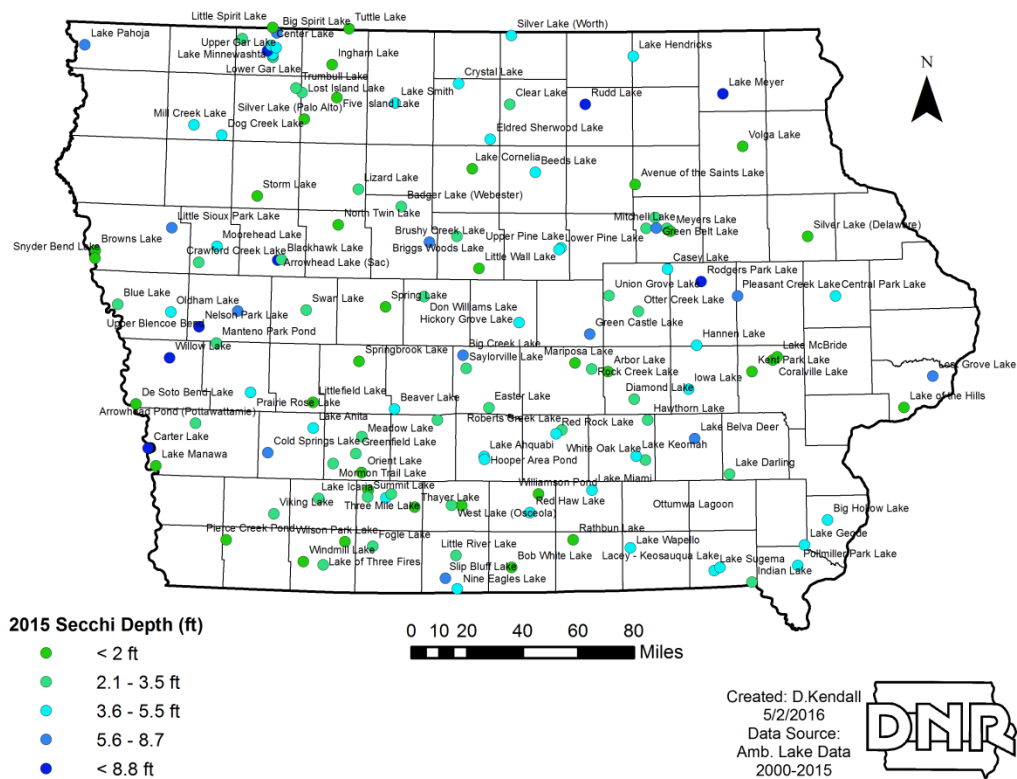 Little Spirit Lake
Big Spirit Lake
Tuttle Lake
Silver Lake (Worth)
Lake Pahoja
Center Lake
Upper Gar Lake
Lake Minnewashta
Lower Gar Lake
Ingham Lake
Lake Hendricks
N
Trumbull Lake
Lost Island Lake
Crystal Lake
Lake Smith
Clear Lake
Rudd Lake
Lake Meyer
Silver Lake (Palo Alto)
Five Island Lake
Mill Creek Lake
Dog Creek Lake
Eldred Sherwood Lake
Volga Lake
Lake Cornelia
Beeds Lake
Storm Lake
Lizard Lake
Avenue of the Saints Lake
Badger Lake (Webester)
Little Sioux Park Lake
North Twin Lake
Mitchell Lake
Meyers Lake
Green Belt Lake
Silver Lake (Delaware)
Snyder Bend Lake
Browns Lake
Moorehead Lake
Brushy Creek Lake
Upper Pine Lake
Lower Pine Lake
Crawford Creek Lake
Blackhawk Lake
Briggs Woods Lake
Arrowhead Lake (Sac)
Little Wall Lake
Casey Lake
Rodgers Park Lake
Blue Lake
Oldham Lake
Swan Lake
Spring Lake
Union Grove Lake
Pleasant Creek Lake
Central Park Lake
Nelson Park Lake
Don Williams Lake
Otter Creek Lake
Upper Blencoe Bend
Manteno Park Pond
Hickory Grove Lake
Green Castle Lake
Hannen Lake
Willow Lake
Springbrook Lake
Big Creek Lake
Saylorville Lake
Mariposa Lake
Arbor Lake
Lake McBride
Kent Park Lake
Rock Creek Lake
Coralville Lake
Lost Grove Lake
De Soto Bend Lake
Prairie Rose Lake
Littlefield Lake
Beaver Lake
Easter Lake
Diamond Lake
Iowa Lake
Lake of the Hills
Arrowhead Pond (Pottawattamie)
Lake Anita
Meadow Lake
Roberts Creek Lake
Red Rock Lake
Hawthorn Lake
Carter Lake
Cold Springs Lake
Greenfield Lake
Lake Ahquabi
White Oak Lake
Lake Keomah
Lake Belva Deer
Lake Manawa
Orient Lake
Hooper Area Pond
Mormon Trail Lake
Lake Darling
Lake Icaria
Summit Lake
Williamson Pond
Lake Miami
Viking Lake
Three Mile Lake
Thayer Lake
Red Haw Lake
Ottumwa Lagoon
West Lake (Osceola)
Big Hollow Lake
Pierce Creek Pond
Wilson Park Lake
Fogle Lake
Rathbun Lake
Lake Geode
Windmill Lake
Lake of Three Fires
Little River Lake
Bob White Lake
Lake Wapello
Lacey - Keosauqua Lake
Lake Sugema
Pollmiller Park Lake
Slip Bluff Lake
Indian Lake
Nine Eagles Lake
2015 Secchi Depth (ft)
< 2 ft
2.1 - 3.5 ft
3.6 - 5.5 ft
5.6 - 8.7
< 8.8 ft
0 10 20 40 60 80
Miles
Created: D.Kendall
5/2/2016
Data Source:
Amb. Lake Data
2000-2015
DNR